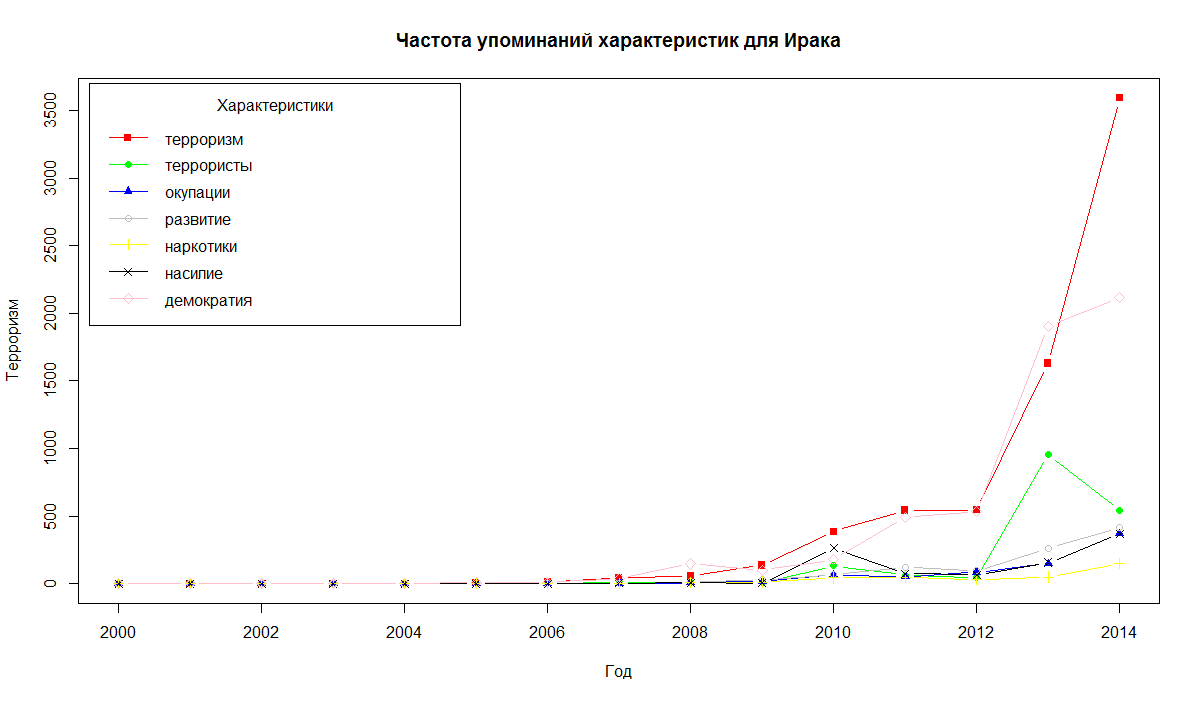 Частота упоминаний характеристик для Ирака
Характеристики
терроризм
террористы
окупации
развитие
наркотики
насилие
демократия
Терроризм
3500
3000
2500
2000
1500
1000
500
0
2000 2002 2004 2006 2008 2010 2012 2014
Год